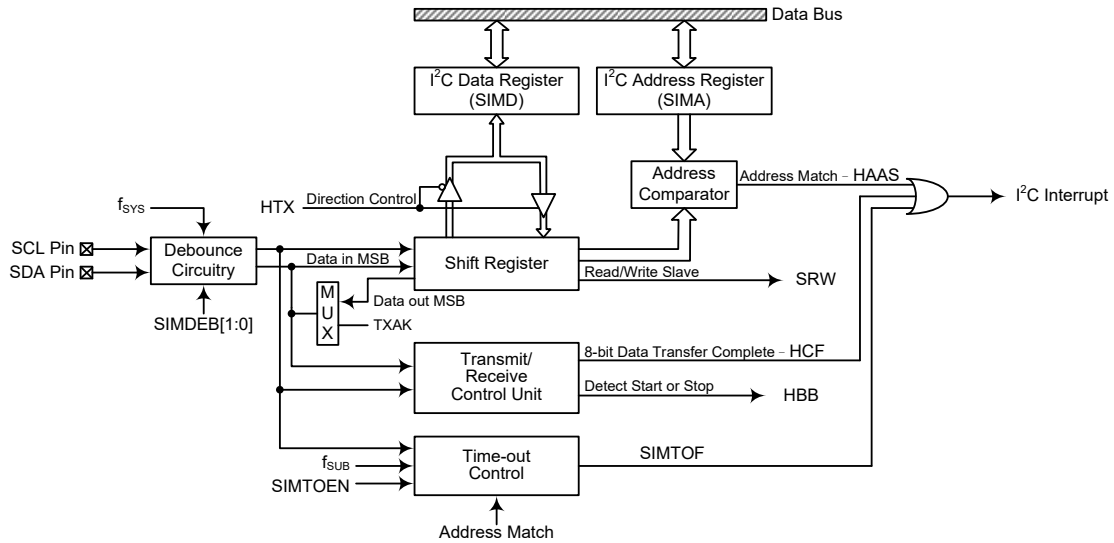 Data Bus
I²C Data Register
(SIMD)
I²C Address Register
(SIMA)
Address
Comparator
Address Match - HAAS
I²C Interrupt
HTX
Direction Control
fSYS
SCL Pin
SDA Pin
Debounce
Circuitry
SIMDEB[1:0]
Data in MSB
Shift Register
Read/Write Slave
SRW
M
U
X
Data out MSB
TXAK
Transmit/
Receive
Control Unit
8-bit Data Transfer Complete - HCF
Detect Start or Stop
HBB
Time-out
Control
SIMTOF
fSUB
SIMTOEN
Address Match